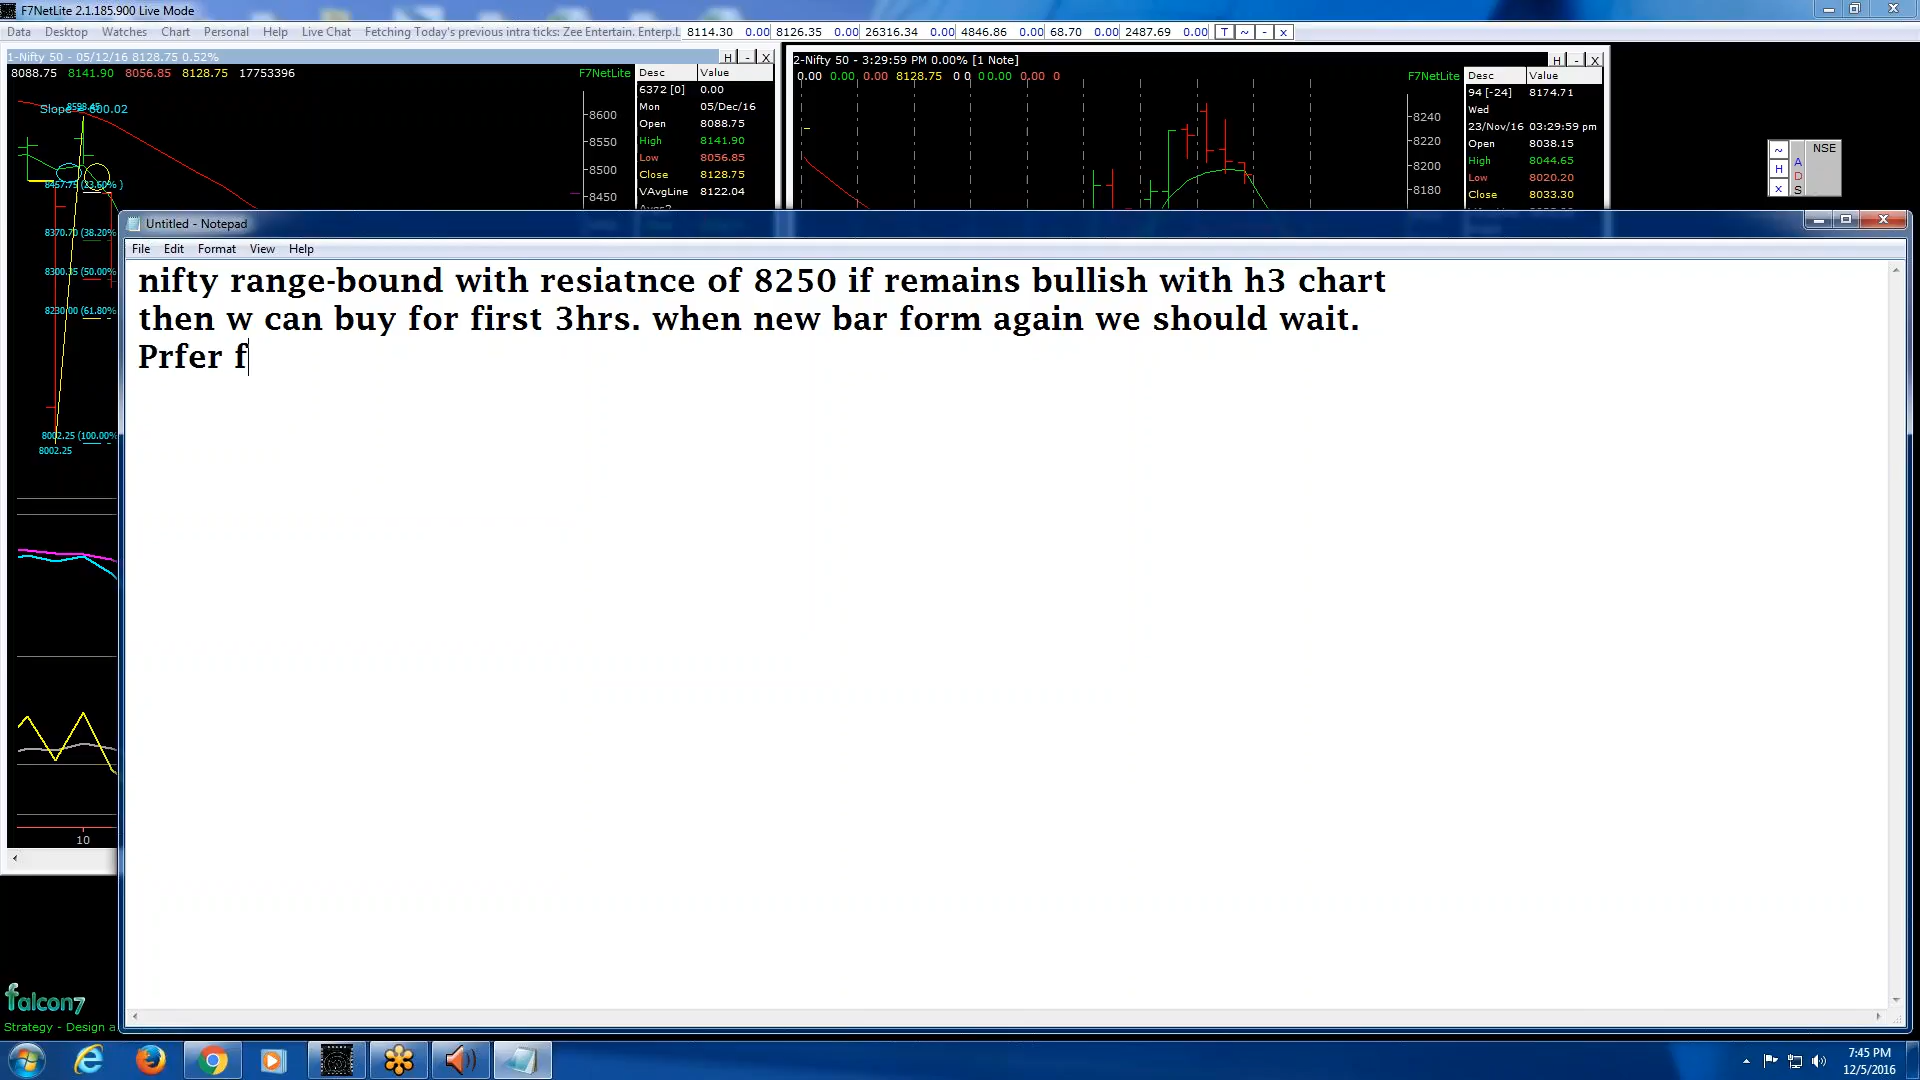 F7NetLite 2.1.185.900 Live Mode
Data Desktop Watches Chart Personal Help Live Chat Fetching Today's previous intra ticks: Zee Entertain. Enterp.L 8114.30 0.00 8126.35 0.00 26316.34 0.00 4846.86 0.00 68.70 0.00 2487.69 0.00 T ~ - x
1-Nifty 50 - 05/12/16 8128.75 0.52% H - X
8088.75 8141.90 8056.85 8128.75 17753396 F7NetLite
Desc Value
6372 [0] 0.00
Mon 05/Dec/16
Open 8088.75
High 8141.90
Low 8056.85
Close 8128.75
VAvgLine 8122.04
8600
8550
8500
8450
8457.75 (23.60% )
8370.70 (38.20%
8300.35 (50.00%
8230.00 (61.80%
8002.25 (100.00%
8002.25
10
2-Nifty 50 - 3:29:59 PM 0.00% [1 Note] H - X
0.00 0.00 0.00 8128.75 0 0 0 0.00 0.00 0
F7NetLite
Desc Value
94 [-24] 8174.71
Wed
23/Nov/16 03:29:59 pm
Open 8038.15
High 8044.65
Low 8020.20
Close 8033.30
8240
8220
8200
8180
~ H x A D S NSE
Untitled - Notepad
File Edit Format View Help
nifty range-bound with resiatnce of 8250 if remains bullish with h3 chart
then w can buy for first 3hrs. when new bar form again we should wait.
Prfer f
falcon7
Strategy - Design a
7:45 PM
12/5/2016